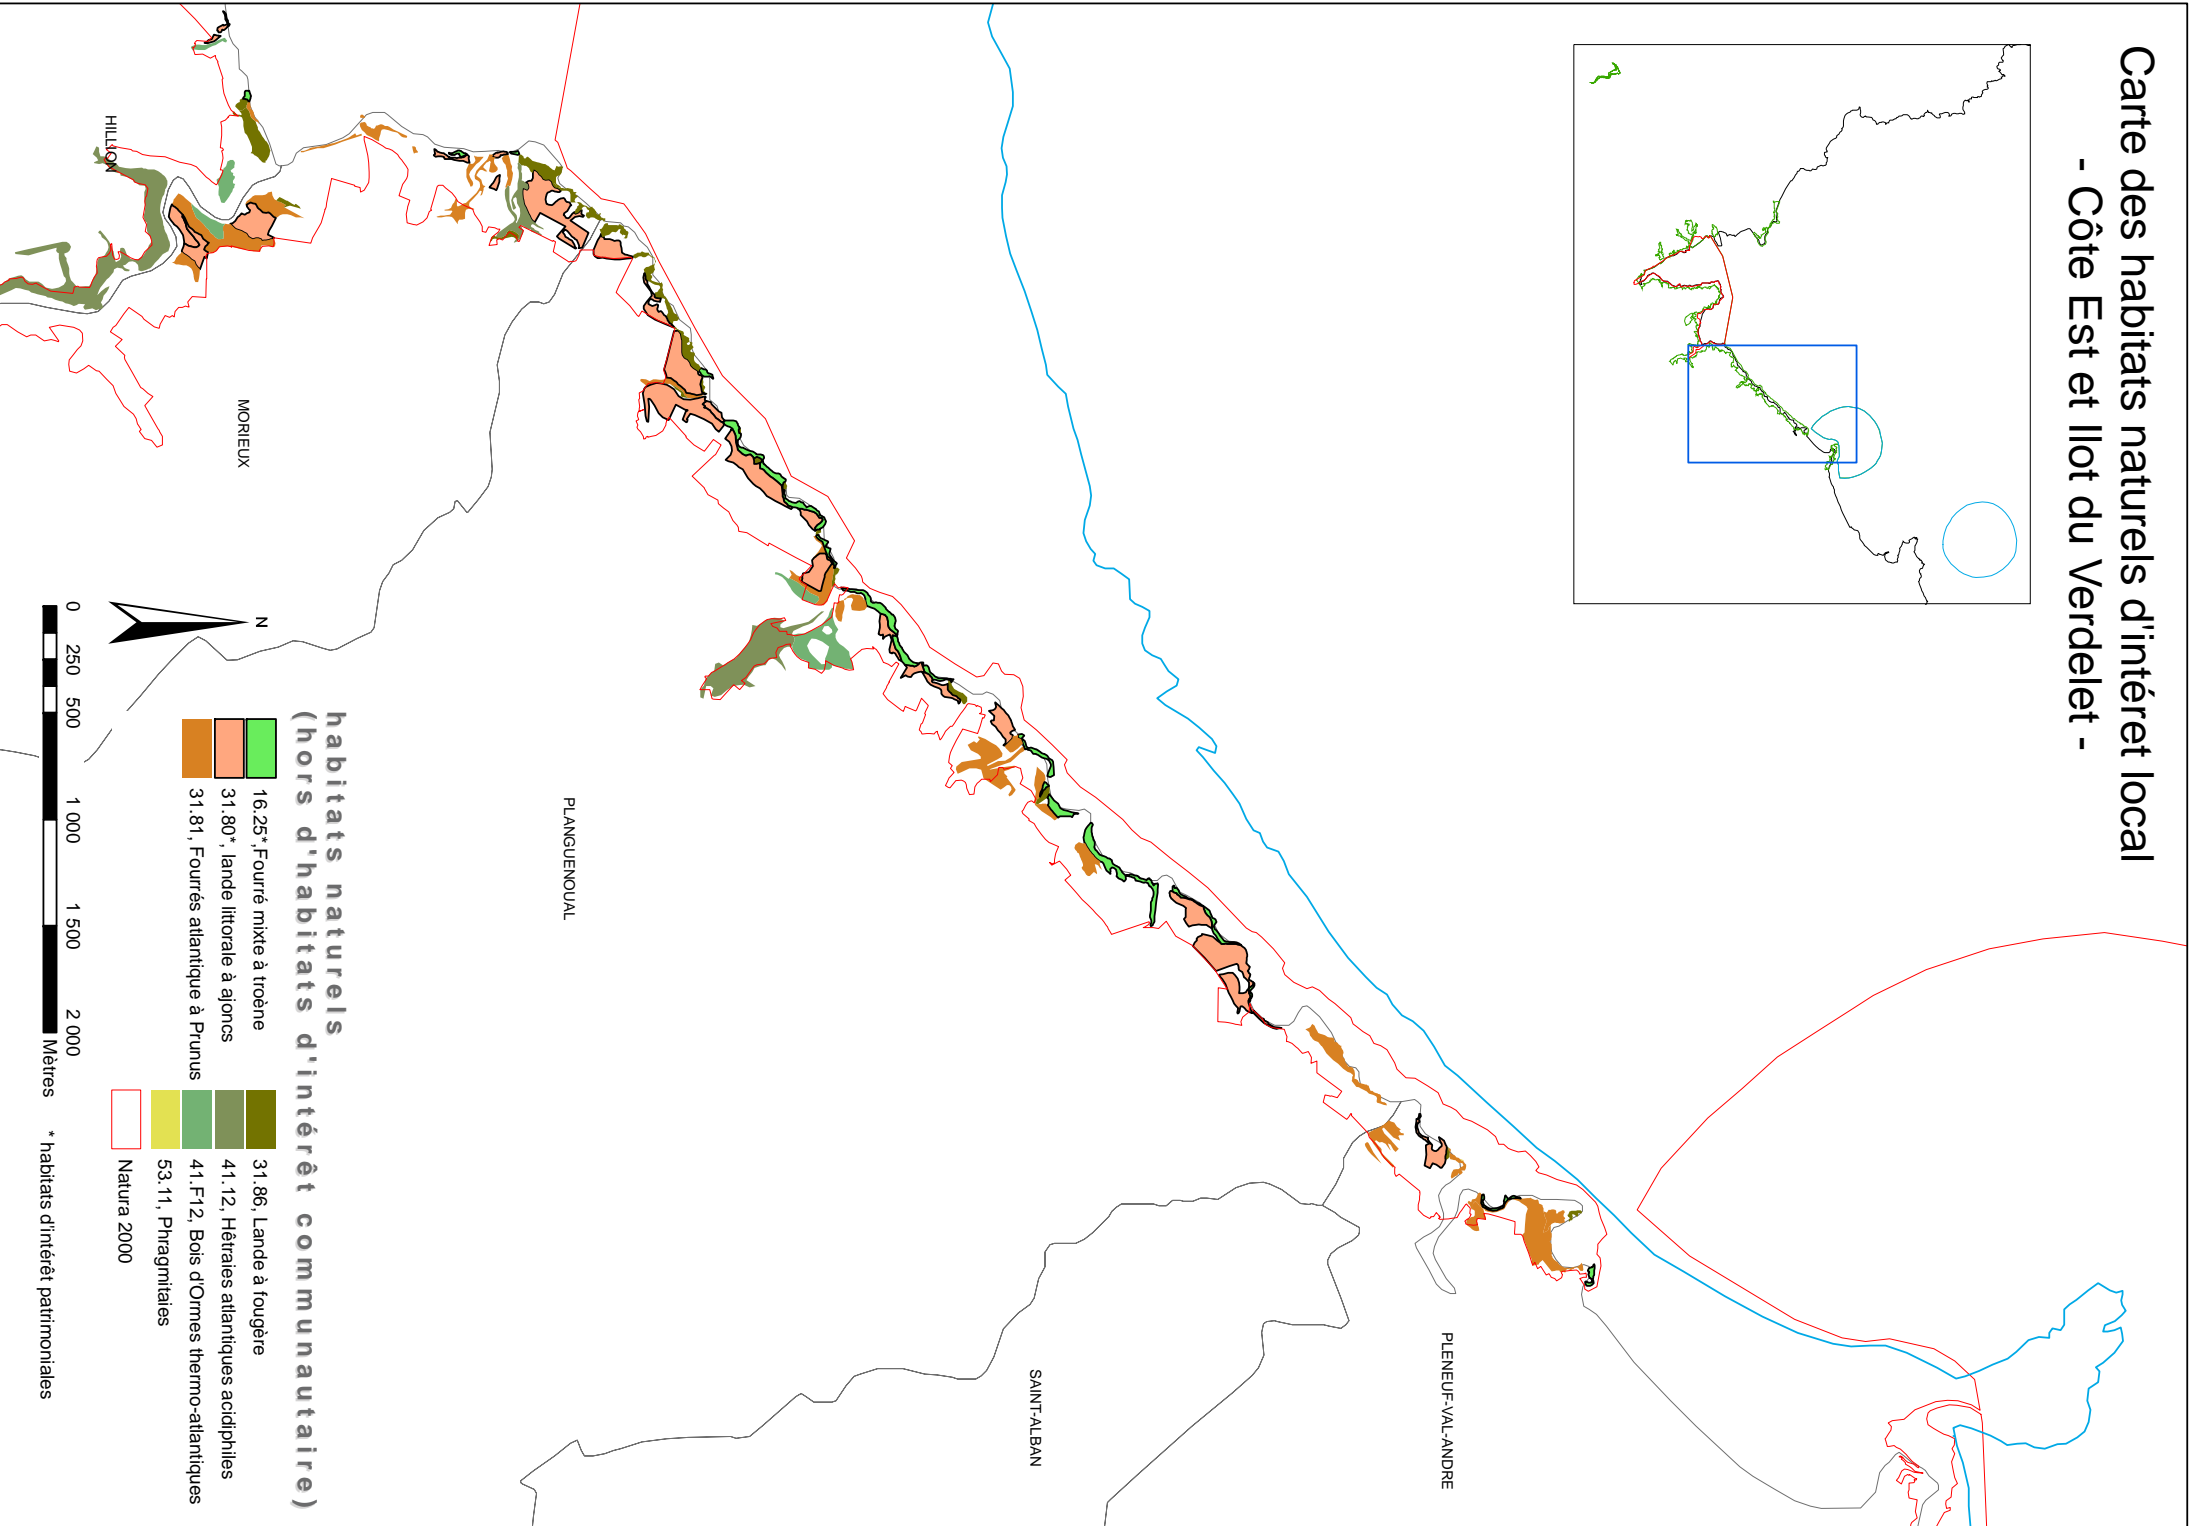 Carte des habitats naturels d'intéret local
- Côte Est et Ilot du Verdelet -
PLENEUF-VAL-ANDRE
SAINT-ALBAN
PLANGUENOUAL
MORIEUX
HILLION
N
habitats naturels
(hors d'habitats d'intérêt communautaire)
16.25*,Fourré mixte à troène
31.80*, lande littorale à ajoncs
31.81, Fourrés atlantique à Prunus
31.86, Lande à fougère
41.12, Hêtraies atlantiques acidiphiles
41.F12, Bois d'Ormes thermo-atlantiques
53.11, Phragmitaies
Natura 2000
0 250 500 1 000 1 500 2 000
Mètres
* habitats d'intérêt patrimoniales